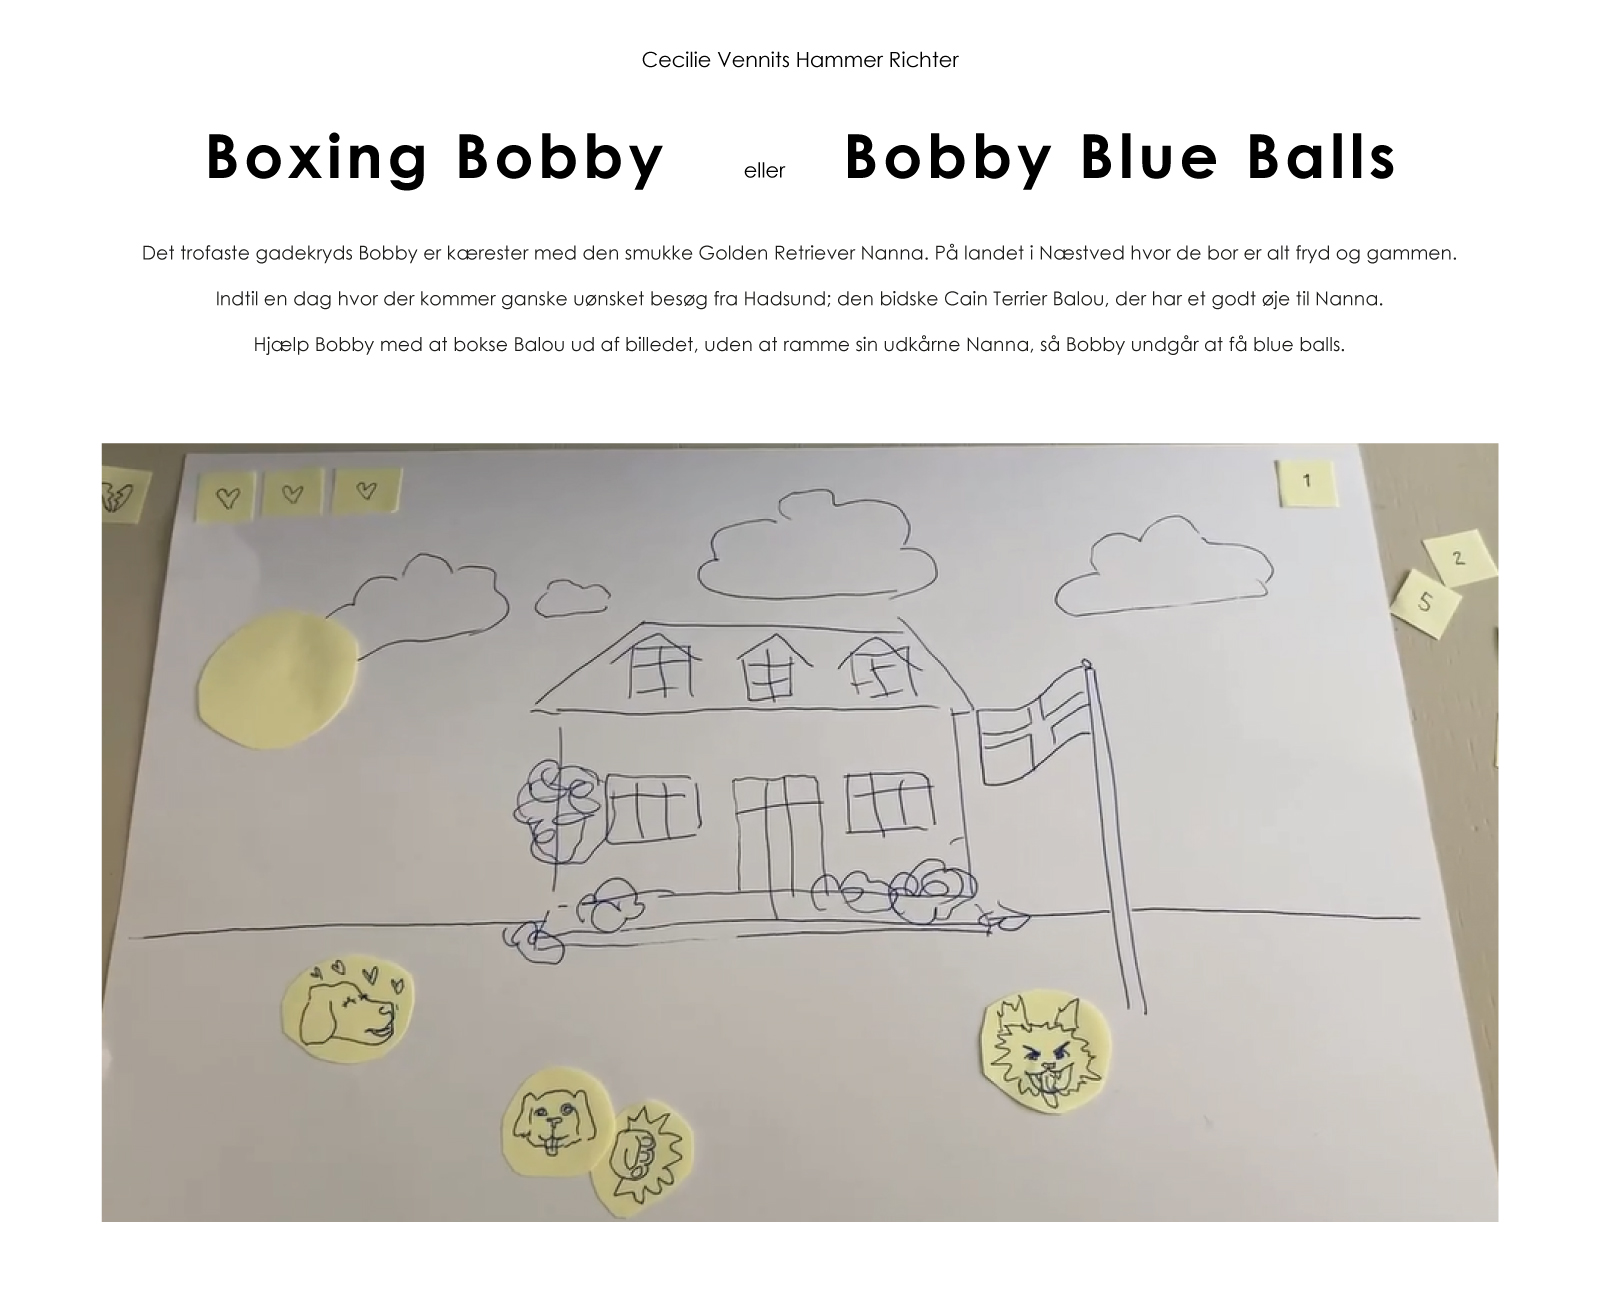 Cecilie Vennits Hammer Richter
Boxing Bobby eller Bobby Blue Balls
Det trofaste gadekryds Bobby er kærester med den smukke Golden Retriever Nanna. På landet i Næstved hvor de bor er alt fryd og gammen.
Indtil en dag hvor der kommer ganske uønsket besøg fra Hadsund; den bidske Cain Terrier Balou, der har et godt øje til Nanna.
Hjælp Bobby med at bokse Balou ud af billedet, uden at ramme sin udkårne Nanna, så Bobby undgår at få blue balls.
1
2
5